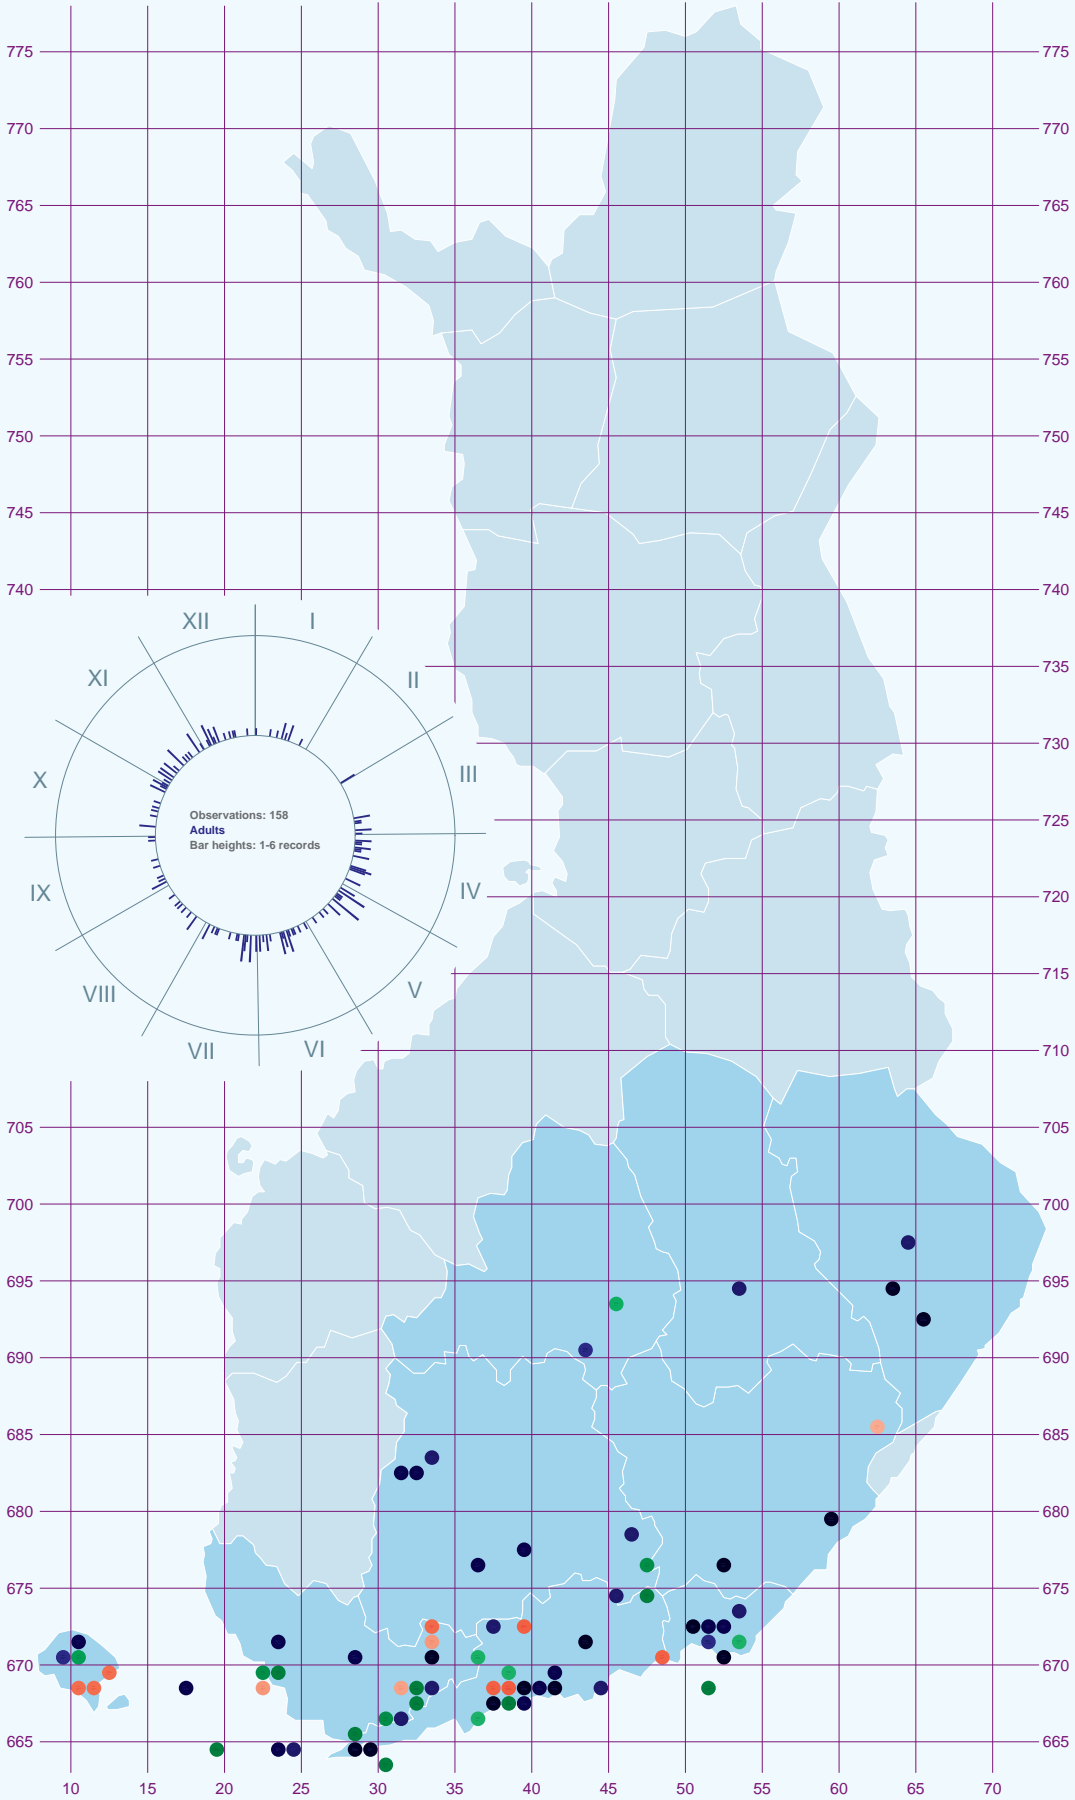 775 775
770 770
765 765
760 760
755 755
750 750
745 745
740 740
XII I
735
XI II
730
X III
725
Observations: 158
Adults
Bar heights: 1-6 records
IX IV
720
715
VIII V
VII VI
710
705 705
700 700
695 695
690 690
685 685
680 680
675 675
670 670
665 665
10 15 20 25 30 35 40 45 50 55 60 65 70